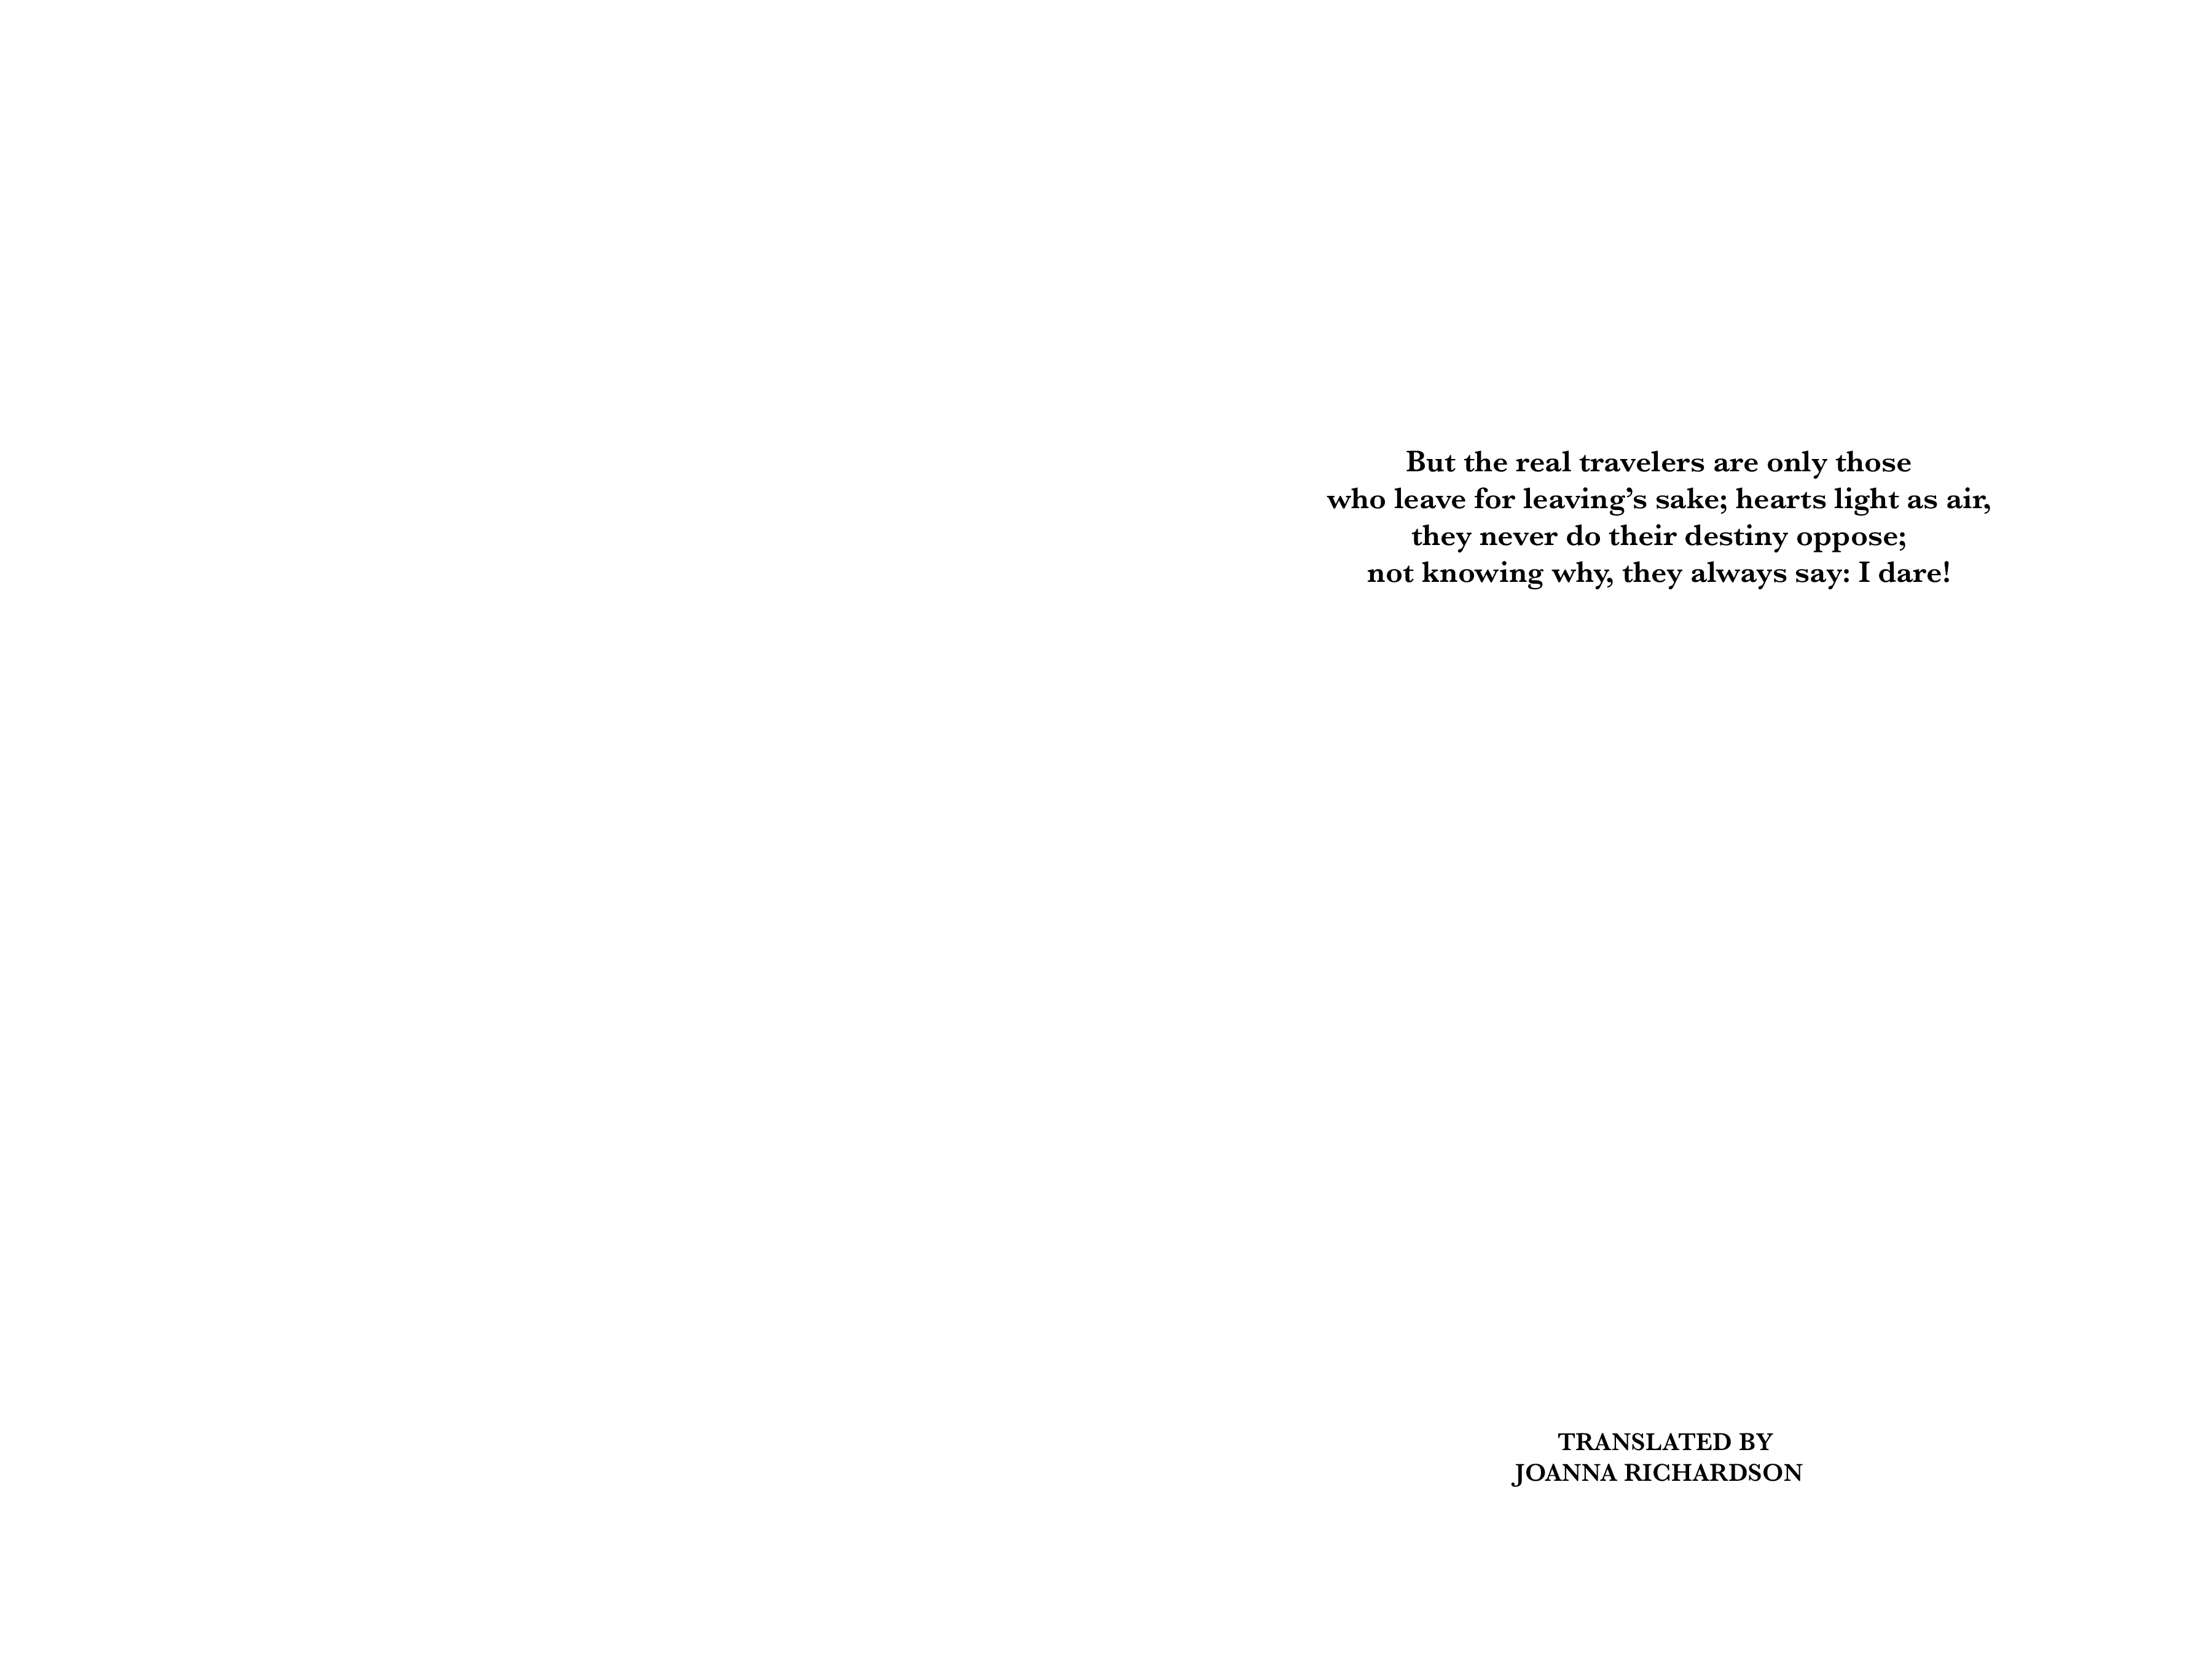 But the real travelers are only those
who leave for leaving’s sake; hearts light as air,
they never do their destiny oppose;
not knowing why, they always say: I dare!
TRANSLATED BY
JOANNA RICHARDSON